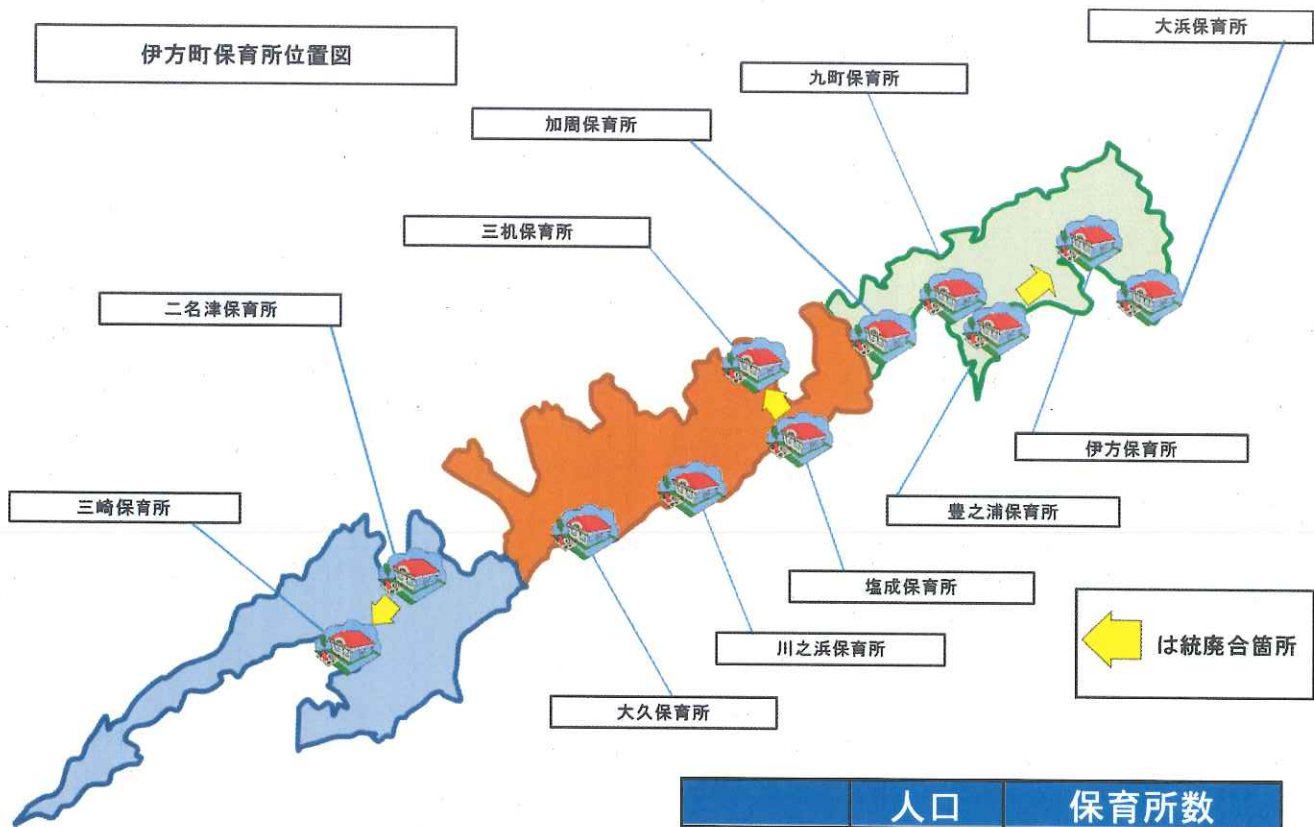 伊方町保育所位置図
大浜保育所
九町保育所
加周保育所
三机保育所
二名津保育所
三崎保育所
伊方保育所
豊之浦保育所
塩成保育所
川之浜保育所
大久保育所
は統廃合箇所
人口 保育所数